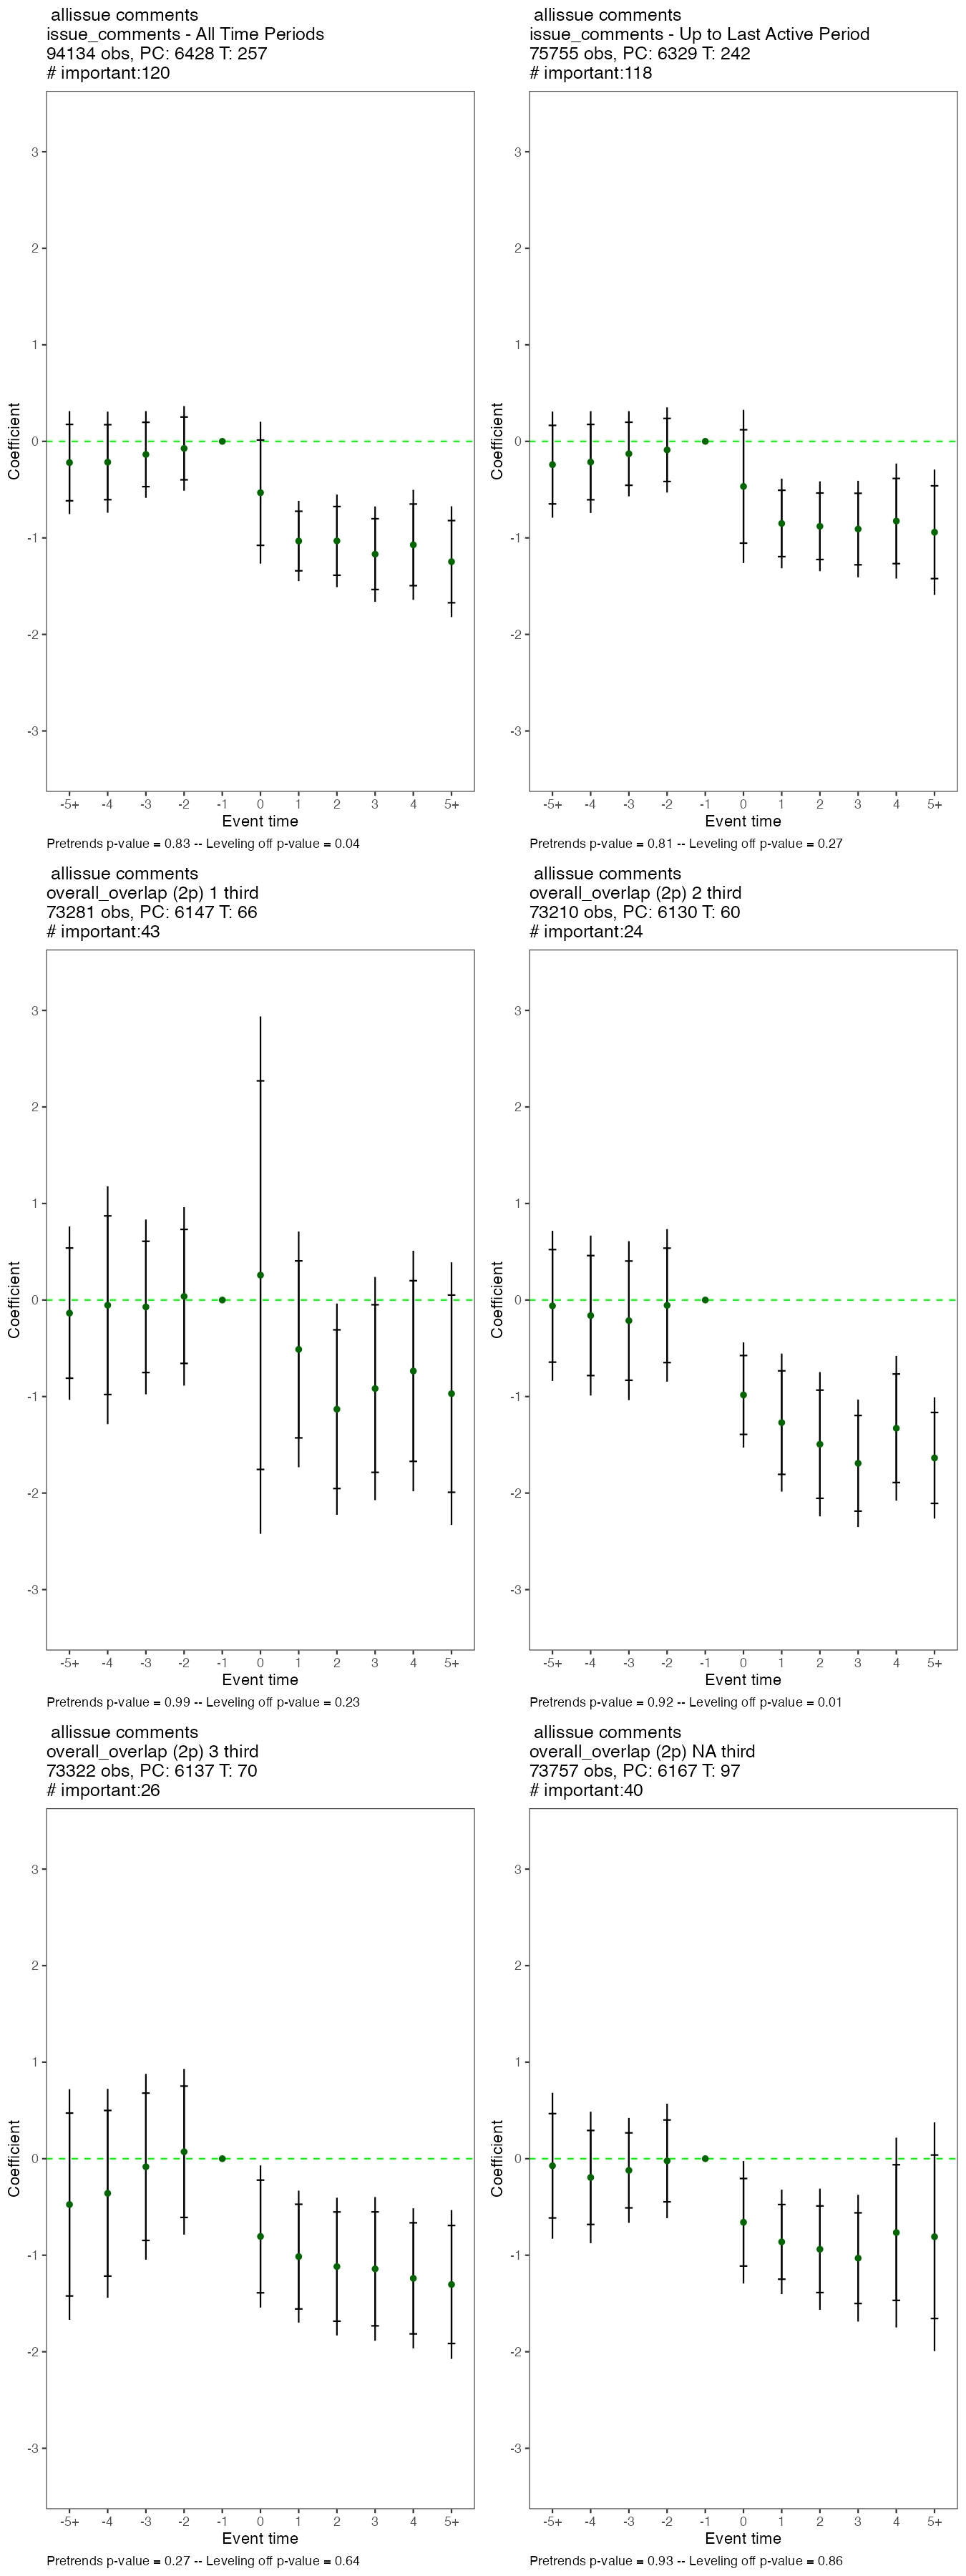 allissue comments
issue_comments - All Time Periods
94134 obs, PC: 6428 T: 257
# important:120
3
2
1
0
-1
-2
-3
Coefficient
-5+ -4 -3 -2 -1 0 1 2 3 4 5+
Event time
Pretrends p-value = 0.83 -- Leveling off p-value = 0.04
allissue comments
issue_comments - Up to Last Active Period
75755 obs, PC: 6329 T: 242
# important:118
3
2
1
0
-1
-2
-3
Coefficient
-5+ -4 -3 -2 -1 0 1 2 3 4 5+
Event time
Pretrends p-value = 0.81 -- Leveling off p-value = 0.27
allissue comments
overall_overlap (2p) 1 third
73281 obs, PC: 6147 T: 66
# important:43
3
2
1
0
-1
-2
-3
Coefficient
-5+ -4 -3 -2 -1 0 1 2 3 4 5+
Event time
Pretrends p-value = 0.99 -- Leveling off p-value = 0.23
allissue comments
overall_overlap (2p) 2 third
73210 obs, PC: 6130 T: 60
# important:24
3
2
1
0
-1
-2
-3
Coefficient
-5+ -4 -3 -2 -1 0 1 2 3 4 5+
Event time
Pretrends p-value = 0.92 -- Leveling off p-value = 0.01
allissue comments
overall_overlap (2p) 3 third
73322 obs, PC: 6137 T: 70
# important:26
3
2
1
0
-1
-2
-3
Coefficient
-5+ -4 -3 -2 -1 0 1 2 3 4 5+
Event time
Pretrends p-value = 0.27 -- Leveling off p-value = 0.64
allissue comments
overall_overlap (2p) NA third
73757 obs, PC: 6167 T: 97
# important:40
3
2
1
0
-1
-2
-3
Coefficient
-5+ -4 -3 -2 -1 0 1 2 3 4 5+
Event time
Pretrends p-value = 0.93 -- Leveling off p-value = 0.86